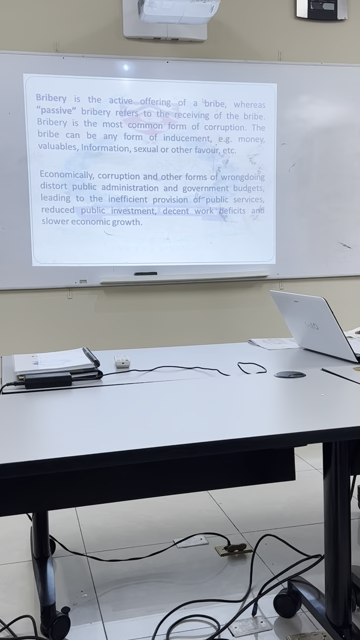 Bribery is the active offering of a bribe, whereas
"passive" bribery refers to the receiving of the bribe.
Bribery is the most common form of corruption. The
bribe can be any form of inducement, e.g. money,
valuables, Information, sexual or other favour, etc.
Economically, corruption and other forms of wrongdoing
distort public administration and government budgets,
leading to the inefficient provision of public services,
reduced public investment, decent work deficits and
slower economic growth.
VAIO